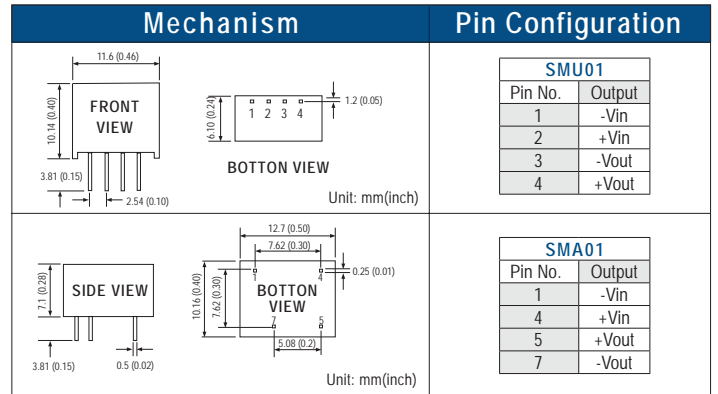 Mechanism
Pin Configuration
11.6 (0.46)
10.14 (0.40)
FRONT
VIEW
3.81 (0.15)
2.54 (0.10)
6.10 (0.24)
1 2 3 4
1.2 (0.05)
BOTTON VIEW
Unit: mm(inch)
SMU01
Pin No. Output
1 -Vin
2 +Vin
3 -Vout
4 +Vout
7.1 (0.28)
SIDE VIEW
3.81 (0.15)
0.5 (0.02)
12.7 (0.50)
7.62 (0.30)
10.16 (0.40)
7.62 (0.30)
1 4
0.25 (0.01)
BOTTON
VIEW
7 5
5.08 (0.2)
Unit: mm(inch)
SMA01
Pin No. Output
1 -Vin
4 +Vin
5 +Vout
7 -Vout